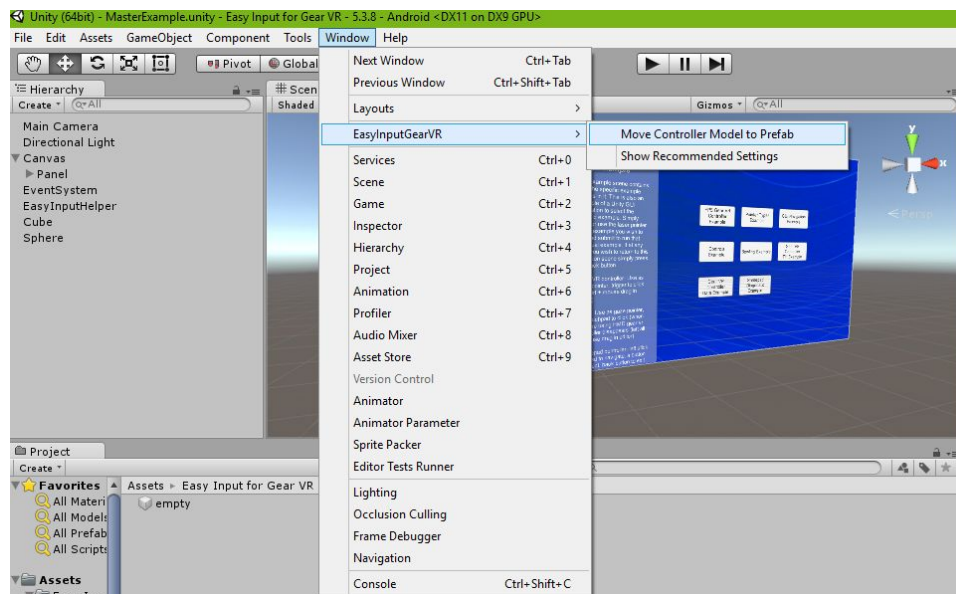 Unity (64bit) - MasterExample.unity - Easy Input for Gear VR - 5.3.8 - Android <DX11 on DX9 GPU>
File Edit Assets GameObject Component Tools Window Help
Pivot Global
Hierarchy
Create All
Main Camera
Directional Light
Canvas
Panel
EventSystem
EasyInputHelper
Cube
Sphere
# Scen
Shaded
Gizmos All
Next Window Ctrl+Tab
Previous Window Ctrl+Shift+Tab
Layouts >
EasyInputGearVR >
Move Controller Model to Prefab
Show Recommended Settings
Services Ctrl+0
Scene Ctrl+1
Game Ctrl+2
Inspector Ctrl+3
Hierarchy Ctrl+4
Project Ctrl+5
Animation Ctrl+6
Profiler Ctrl+7
Audio Mixer Ctrl+8
Asset Store Ctrl+9
Version Control
Animator
Animator Parameter
Sprite Packer
Editor Tests Runner
Lighting
Occlusion Culling
Frame Debugger
Navigation
Console Ctrl+Shift+C
y
x
Persp
Project
Create
Favorites
All Materi
All Models
All Prefab
All Scripts
Assets
Assets Easy Input for Gear VR
empty